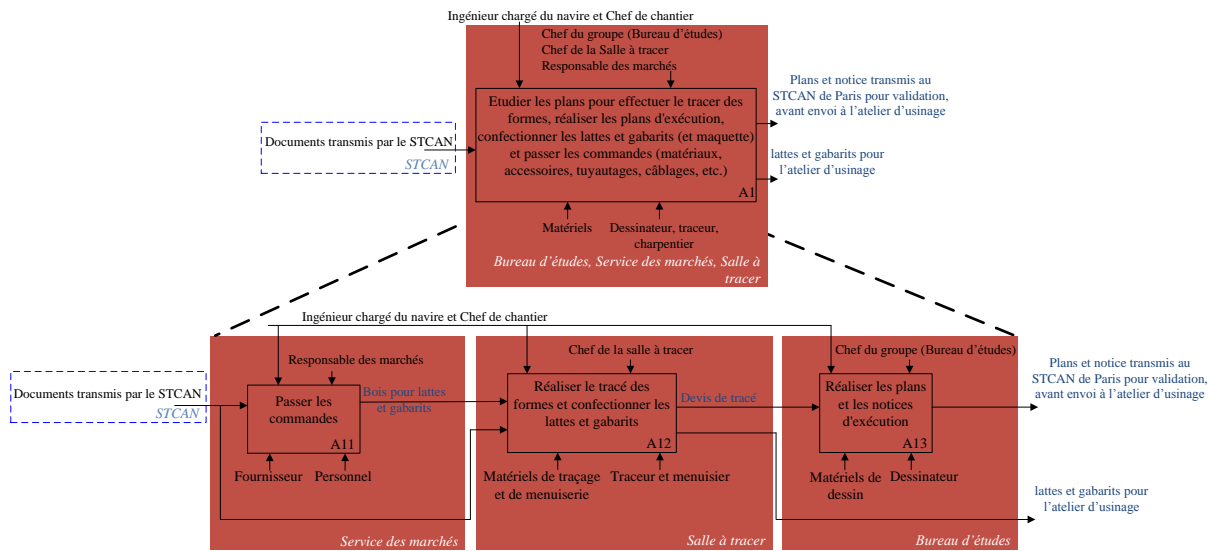 Ingénieur chargé du navire et Chef de chantier
Chef du groupe (Bureau d'études)
Chef de la Salle à tracer
Responsable des marchés
Documents transmis par le STCAN
STCAN
Etudier les plans pour effectuer le tracer des
formes, réaliser les plans d'exécution,
confectionner les lattes et gabarits (et maquette)
et passer les commandes (matériaux,
accessoires, tuyautages, câblages, etc.)
A1
Plans et notice transmis au
STCAN de Paris pour validation,
avant envoi à l'atelier d'usinage
lattes et gabarits pour
l'atelier d'usinage
Matériels
Dessinateur, traceur,
charpentier
Bureau d'études, Service des marchés, Salle à
tracer
Ingénieur chargé du navire et Chef de chantier
Documents transmis par le STCAN
STCAN
Responsable des marchés
Passer les
commandes
A11
Fournisseur
Personnel
Service des marchés
Bois pour lattes
et gabarits
Chef de la salle à tracer
Réaliser le tracé des
formes et confectionner les
lattes et gabarits
A12
Matériels de traçage
et de menuiserie
Traceur et menuisier
Salle à tracer
Devis de tracé
Chef du groupe (Bureau d'études)
Réaliser les plans
et les notices
d'exécution
A13
Matériels de
dessin
Dessinateur
Bureau d'études
Plans et notice transmis au
STCAN de Paris pour validation,
avant envoi à l'atelier d'usinage
lattes et gabarits pour
l'atelier d'usinage